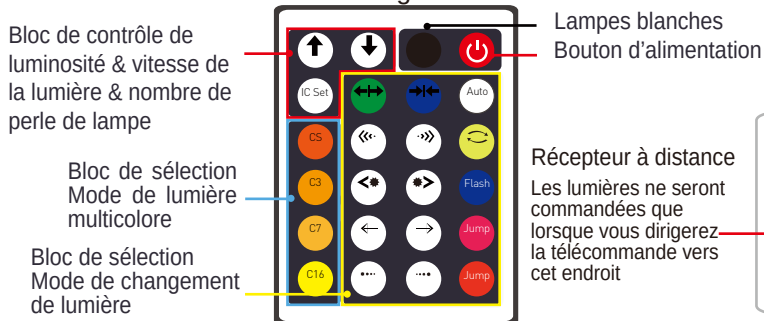 Bloc de contrôle de
luminosité & vitesse de
la lumière & nombre de
perle de lampe
Bloc de sélection
Mode de lumière
multicolore
Bloc de sélection
Mode de changement
de lumière
IC Set
Auto
CS
C3
Flash
C7
Jump
C16
Jump
Lampes blanches
Bouton d’alimentation
Récepteur à distance
Les lumières ne seront
commandées que
lorsque vous dirigerez
la télécommande vers
cet endroit